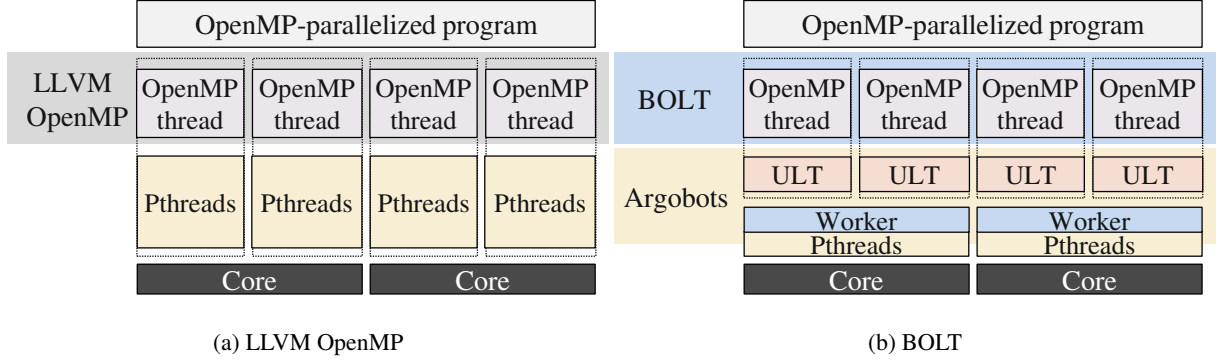 OpenMP-parallelized program
LLVM
OpenMP
OpenMP
thread
OpenMP
thread
OpenMP
thread
OpenMP
thread
Pthreads
Pthreads
Pthreads
Pthreads
Core
Core
(a) LLVM OpenMP
OpenMP-parallelized program
BOLT
OpenMP
thread
OpenMP
thread
OpenMP
thread
OpenMP
thread
Argobots
ULT
ULT
ULT
ULT
Worker
Pthreads
Worker
Pthreads
Core
Core
(b) BOLT